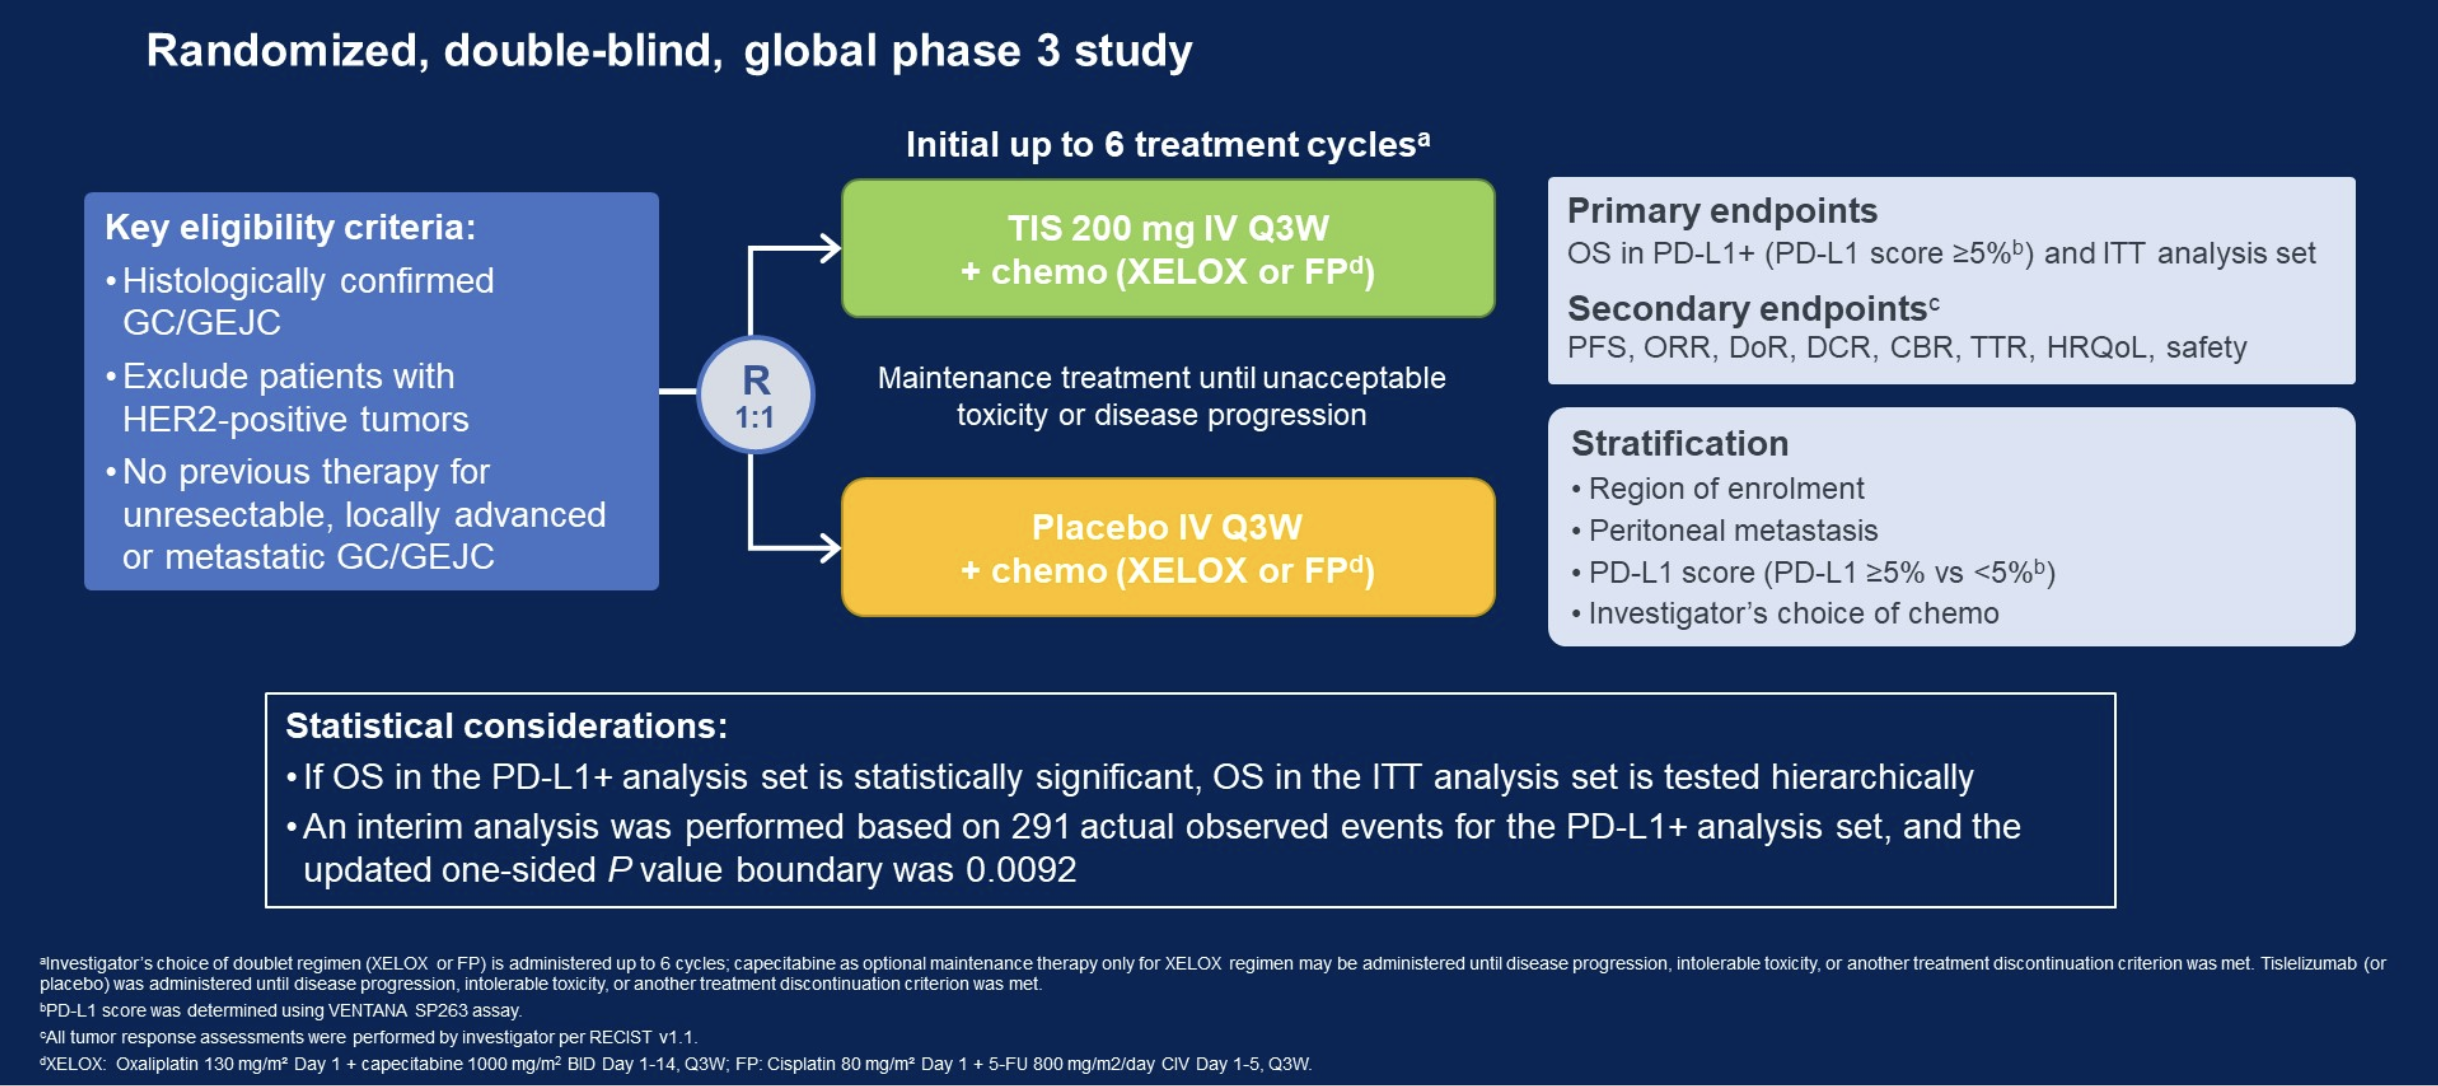 Randomized, double-blind, global phase 3 study
Key eligibility criteria:
• Histologically confirmed
GC/GEJC
• Exclude patients with
HER2-positive tumors
• No previous therapy for
unresectable, locally advanced
or metastatic GC/GEJC
R
1:1
Initial up to 6 treatment cyclesᵃ
TIS 200 mg IV Q3W
+ chemo (XELOX or FPᵈ)
Maintenance treatment until unacceptable
toxicity or disease progression
Placebo IV Q3W
+ chemo (XELOX or FPᵈ)
Primary endpoints
OS in PD-L1+ (PD-L1 score ≥5%ᵇ) and ITT analysis set
Secondary endpointsᶜ
PFS, ORR, DoR, DCR, CBR, TTR, HRQoL, safety
Stratification
• Region of enrolment
• Peritoneal metastasis
• PD-L1 score (PD-L1 ≥5% vs <5%ᵇ)
• Investigator’s choice of chemo
Statistical considerations:
• If OS in the PD-L1+ analysis set is statistically significant, OS in the ITT analysis set is tested hierarchically
• An interim analysis was performed based on 291 actual observed events for the PD-L1+ analysis set, and the
updated one-sided P value boundary was 0.0092
ᵃInvestigator’s choice of doublet regimen (XELOX or FP) is administered up to 6 cycles; capecitabine as optional maintenance therapy only for XELOX regimen may be administered until disease progression, intolerable toxicity, or another treatment discontinuation criterion was met. Tislelizumab (or
placebo) was administered until disease progression, intolerable toxicity, or another treatment discontinuation criterion was met.
ᵇPD-L1 score was determined using VENTANA SP263 assay.
ᶜAll tumor response assessments were performed by investigator per RECIST v1.1.
ᵈXELOX: Oxaliplatin 130 mg/m² Day 1 + capecitabine 1000 mg/m² BID Day 1-14, Q3W; FP: Cisplatin 80 mg/m² Day 1 + 5-FU 800 mg/m2/day CIV Day 1-5, Q3W.